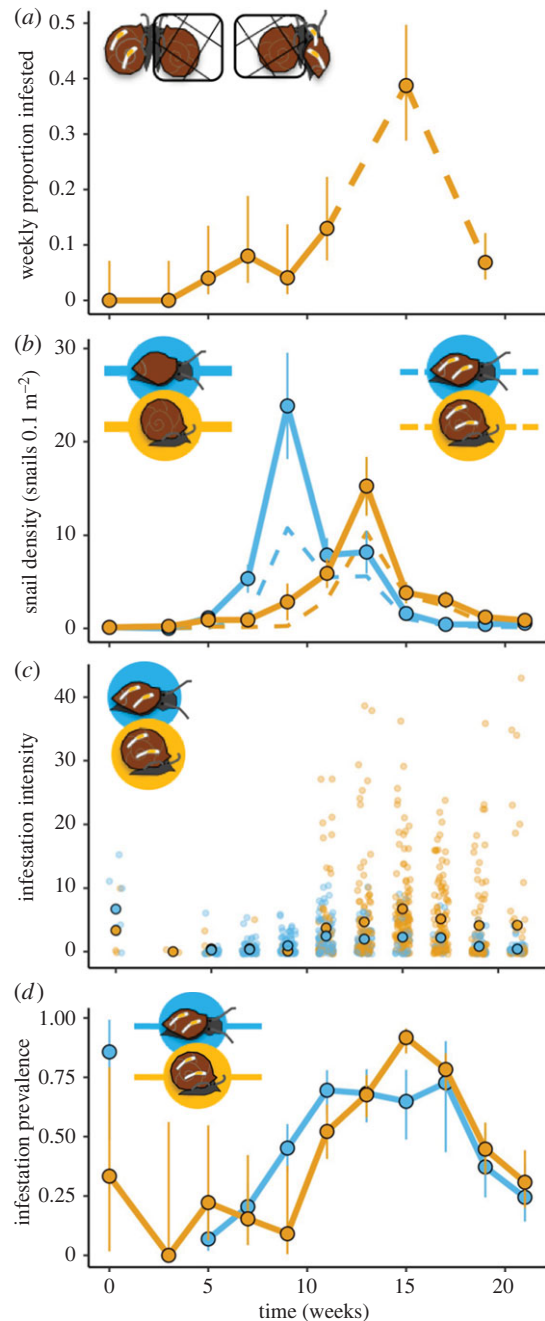 (a)
weekly proportion infested
0.5
0.4
0.3
0.2
0.1
0
(b)
snail density (snails 0.1 m⁻²)
30
20
10
0
(c)
infestation intensity
40
30
20
10
0
(d)
infestation prevalence
1.00
0.75
0.50
0.25
0
0 5 10 15 20
time (weeks)